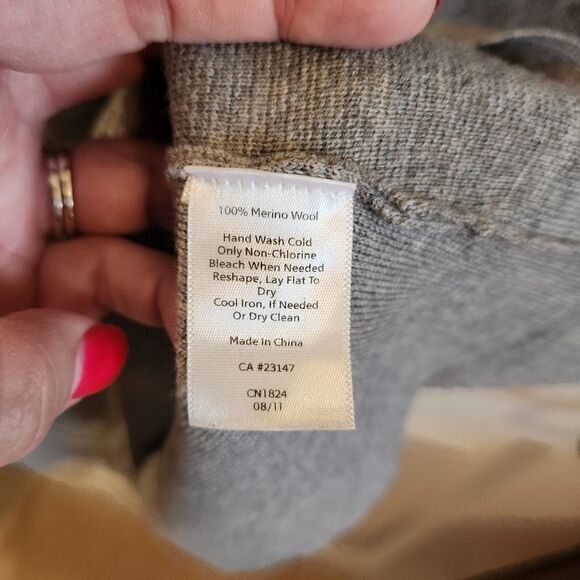 100% Merino Wool
Hand Wash Cold
Only Non-Chlorine
Bleach When Needed
Reshape, Lay Flat To
Dry
Cool Iron, if Needed
Or Dry Clean
Made in China
CA #23147
CN1824
08/11